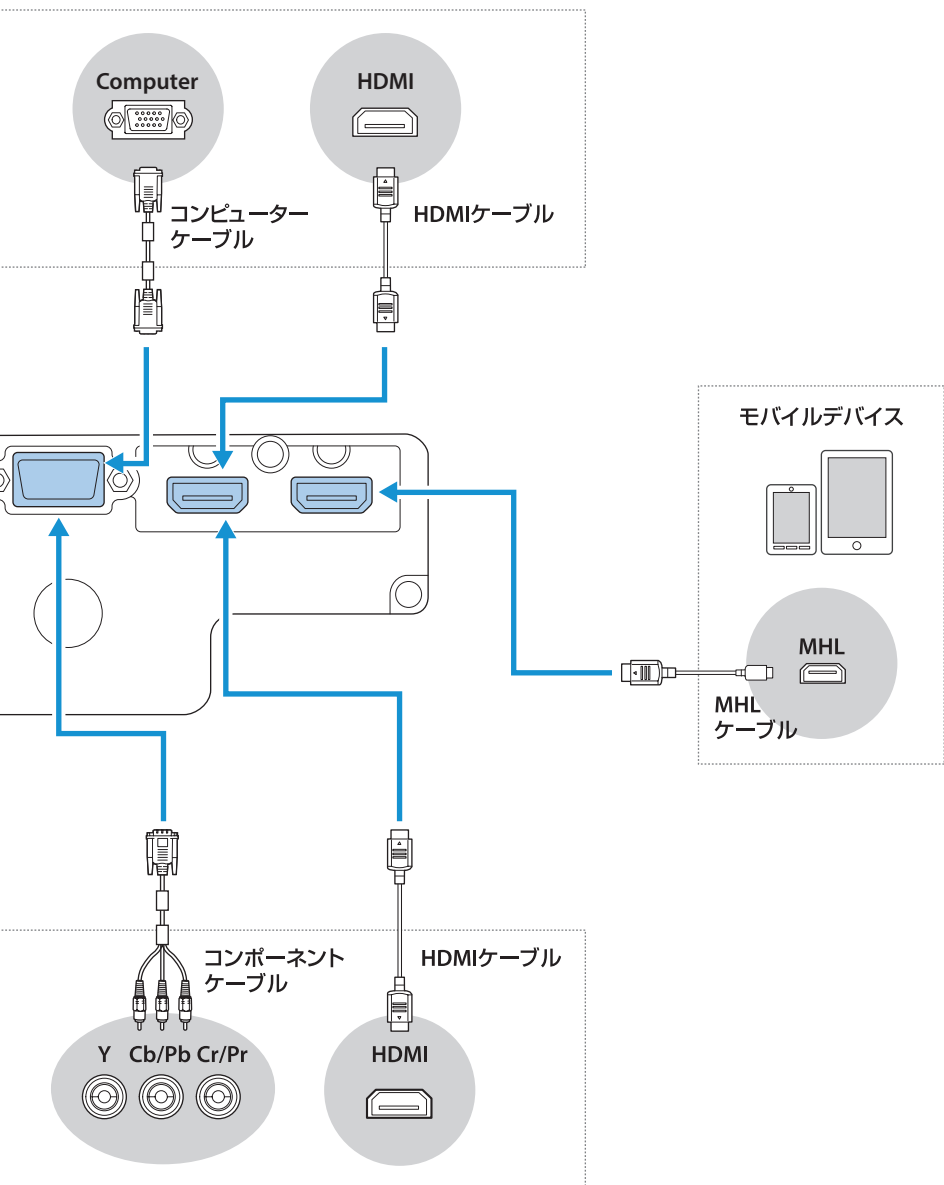 Computer
HDMI
コンピューター
ケーブル
HDMIケーブル
モバイルデバイス
MHL
MHL
ケーブル
コンポーネント
ケーブル
HDMIケーブル
Y Cb/Pb Cr/Pr
HDMI